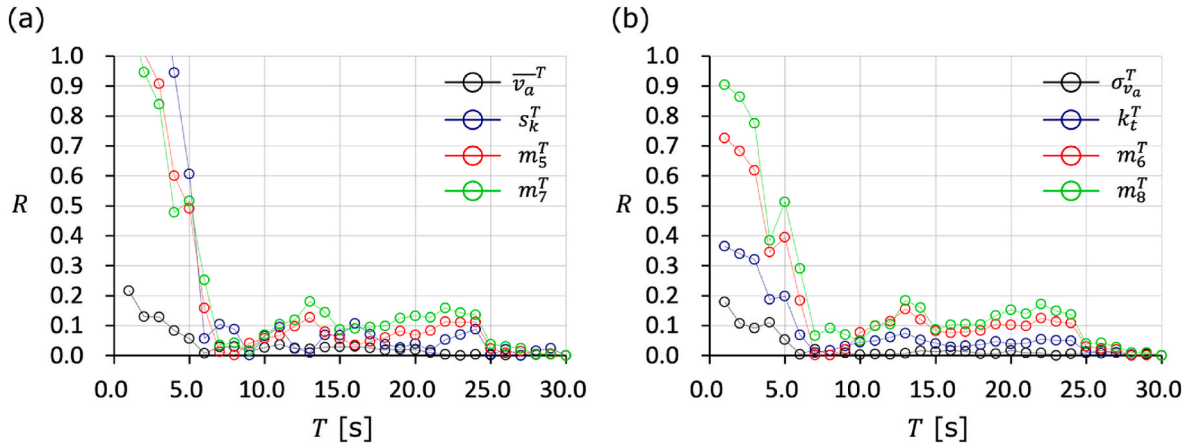 (a)
1.0
0.9
0.8
0.7
0.6
0.5
0.4
0.3
0.2
0.1
0.0
R
0.0 5.0 10.0 15.0 20.0 25.0 30.0
T [s]
$\overline{v_a}^T$
$s_k^T$
$m_5^T$
$m_7^T$
(b)
1.0
0.9
0.8
0.7
0.6
0.5
0.4
0.3
0.2
0.1
0.0
R
0.0 5.0 10.0 15.0 20.0 25.0 30.0
T [s]
$\sigma_{v_a}^T$
$k_t^T$
$m_6^T$
$m_8^T$